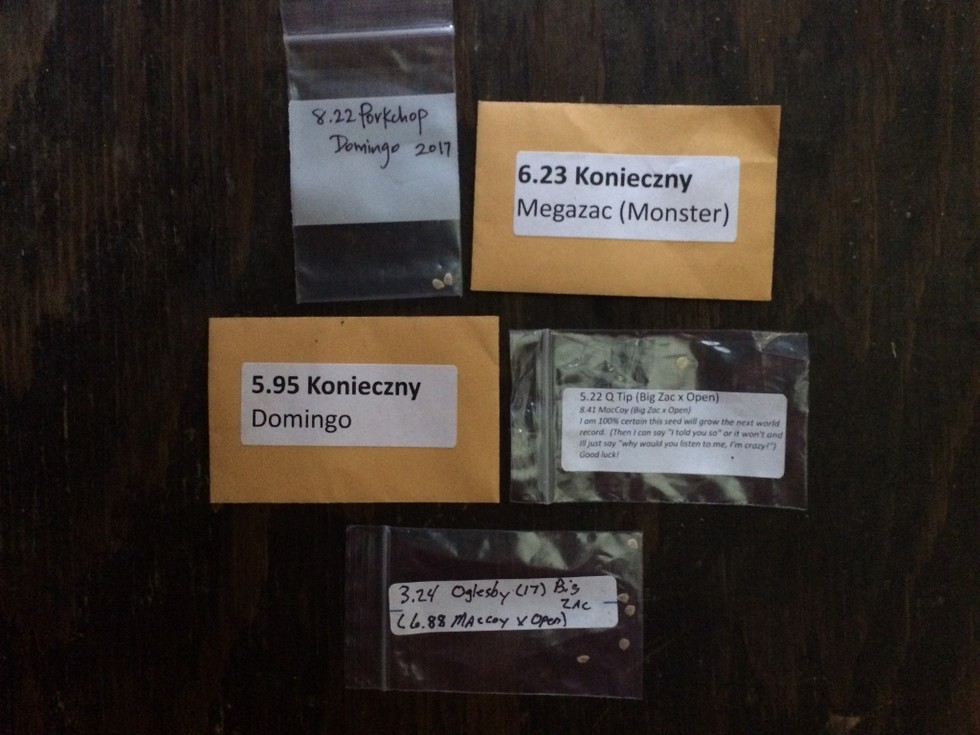 8.22 Porkchop
Domingo 2017
6.23 Konieczny
Megazac (Monster)
5.95 Konieczny
Domingo
5.22 Q Tip (Big Zac x Open)
8.41 MacCoy (Big Zac x Open)
I am 100% certain this seed will grow the next world
record. (Then I can say "I told you so" or it won't and
Ill just say "why would you listen to me, I'm crazy!")
Good luck!
3.24 Oglesby (17) Big
Zac
(6.88 MacCoy x Open)